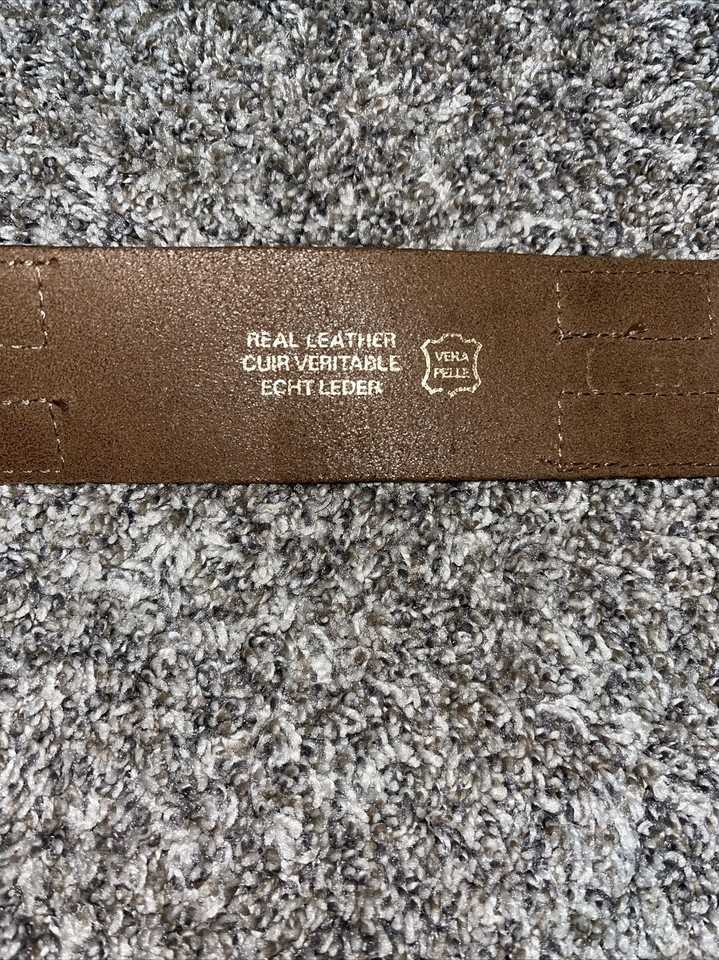 REAL LEATHER
CUIR VERITABLE
ECHT LEDER
VERA
PELLE